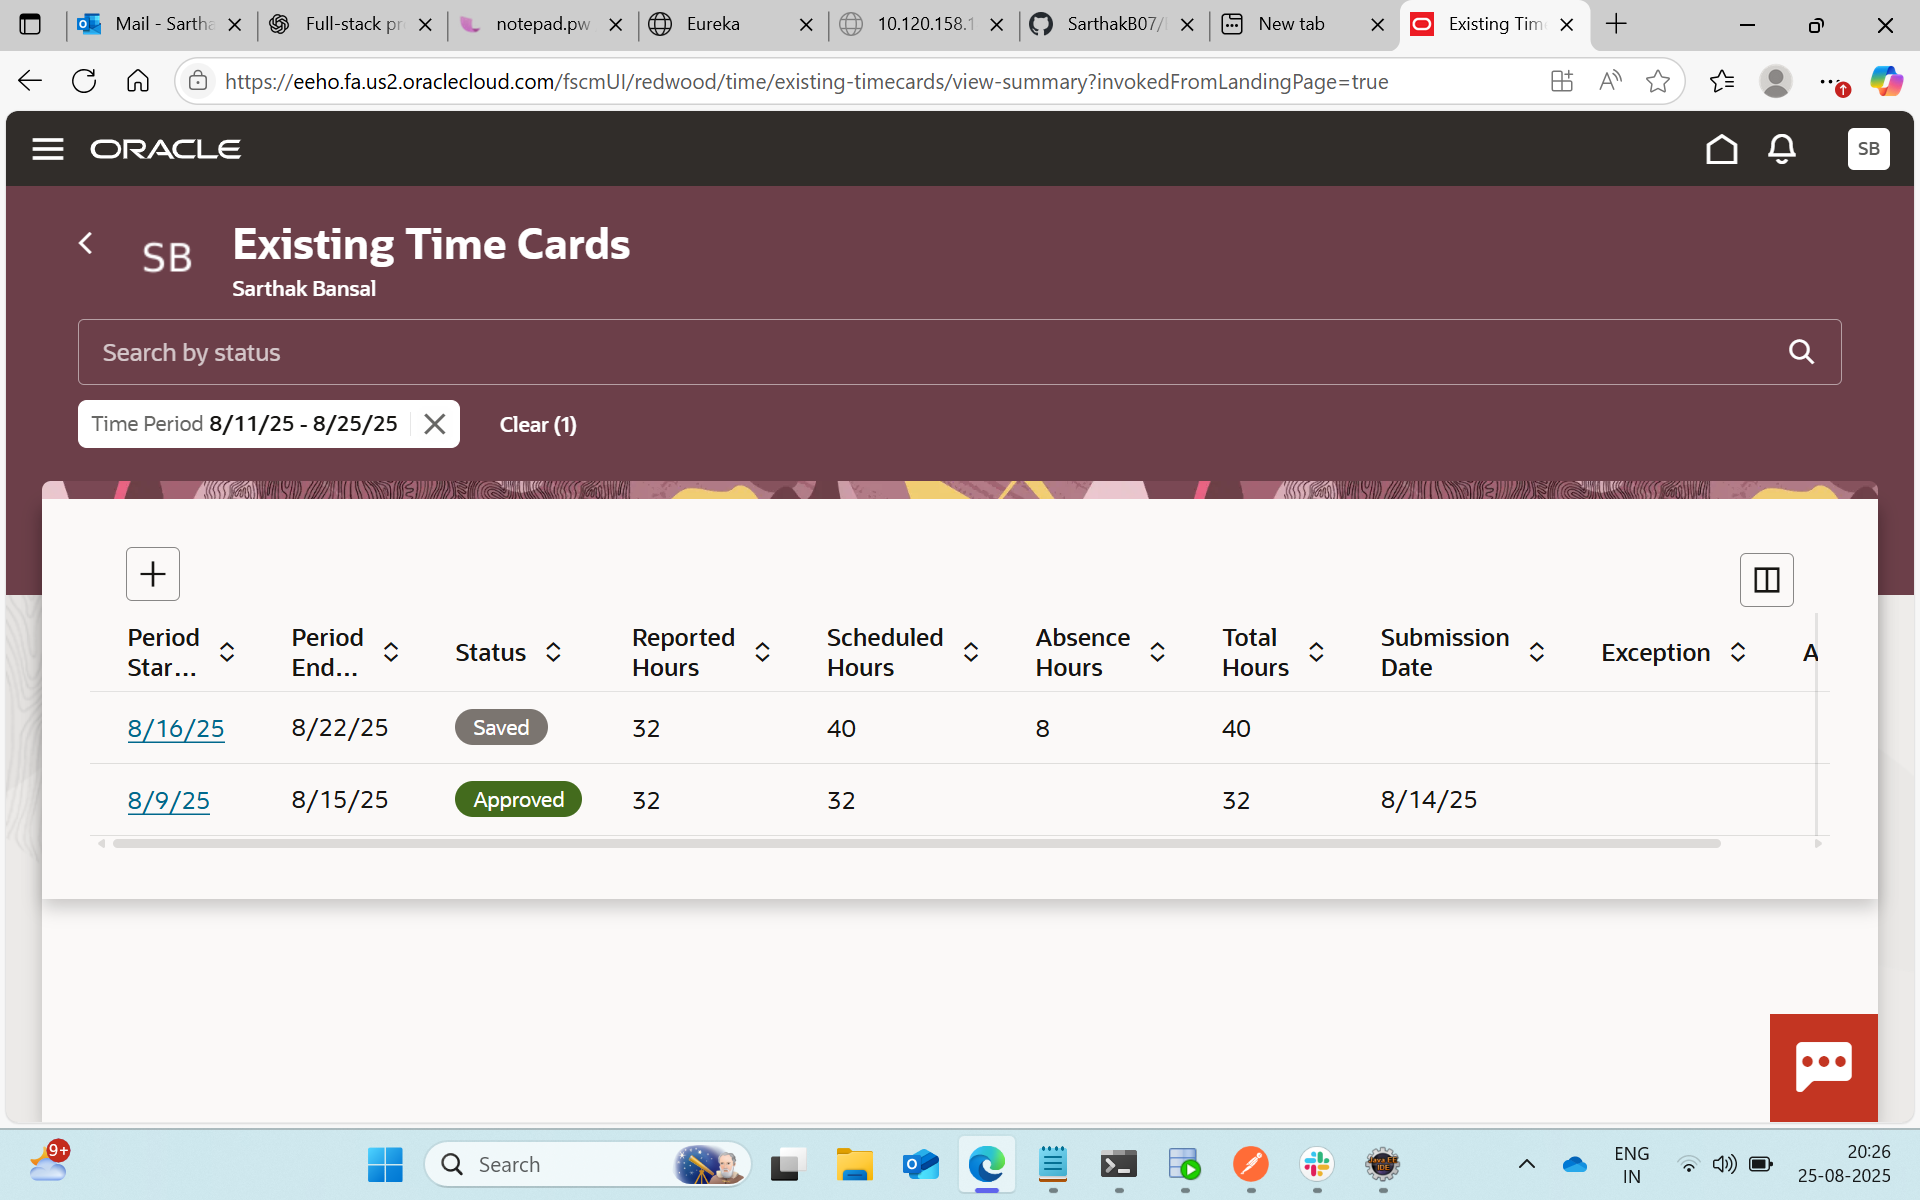 Mail - Sartha
Full-stack pr
notepad.pw
Eureka
10.120.158.1
SarthakB07/
New tab
Existing Tim
https://eeho.fa.us2.oraclecloud.com/fscmUI/redwood/time/existing-timecards/view-summary?invokedFromLandingPage=true
ORACLE
SB
SB
Existing Time Cards
Sarthak Bansal
Search by status
Time Period 8/11/25 - 8/25/25
Clear (1)
Period Star...
Period End...
Status
Reported Hours
Scheduled Hours
Absence Hours
Total Hours
Submission Date
Exception
A
8/16/25 8/22/25 Saved 32 40 8 40
8/9/25 8/15/25 Approved 32 32 32 8/14/25
9+
Search
ENG
IN
20:26
25-08-2025